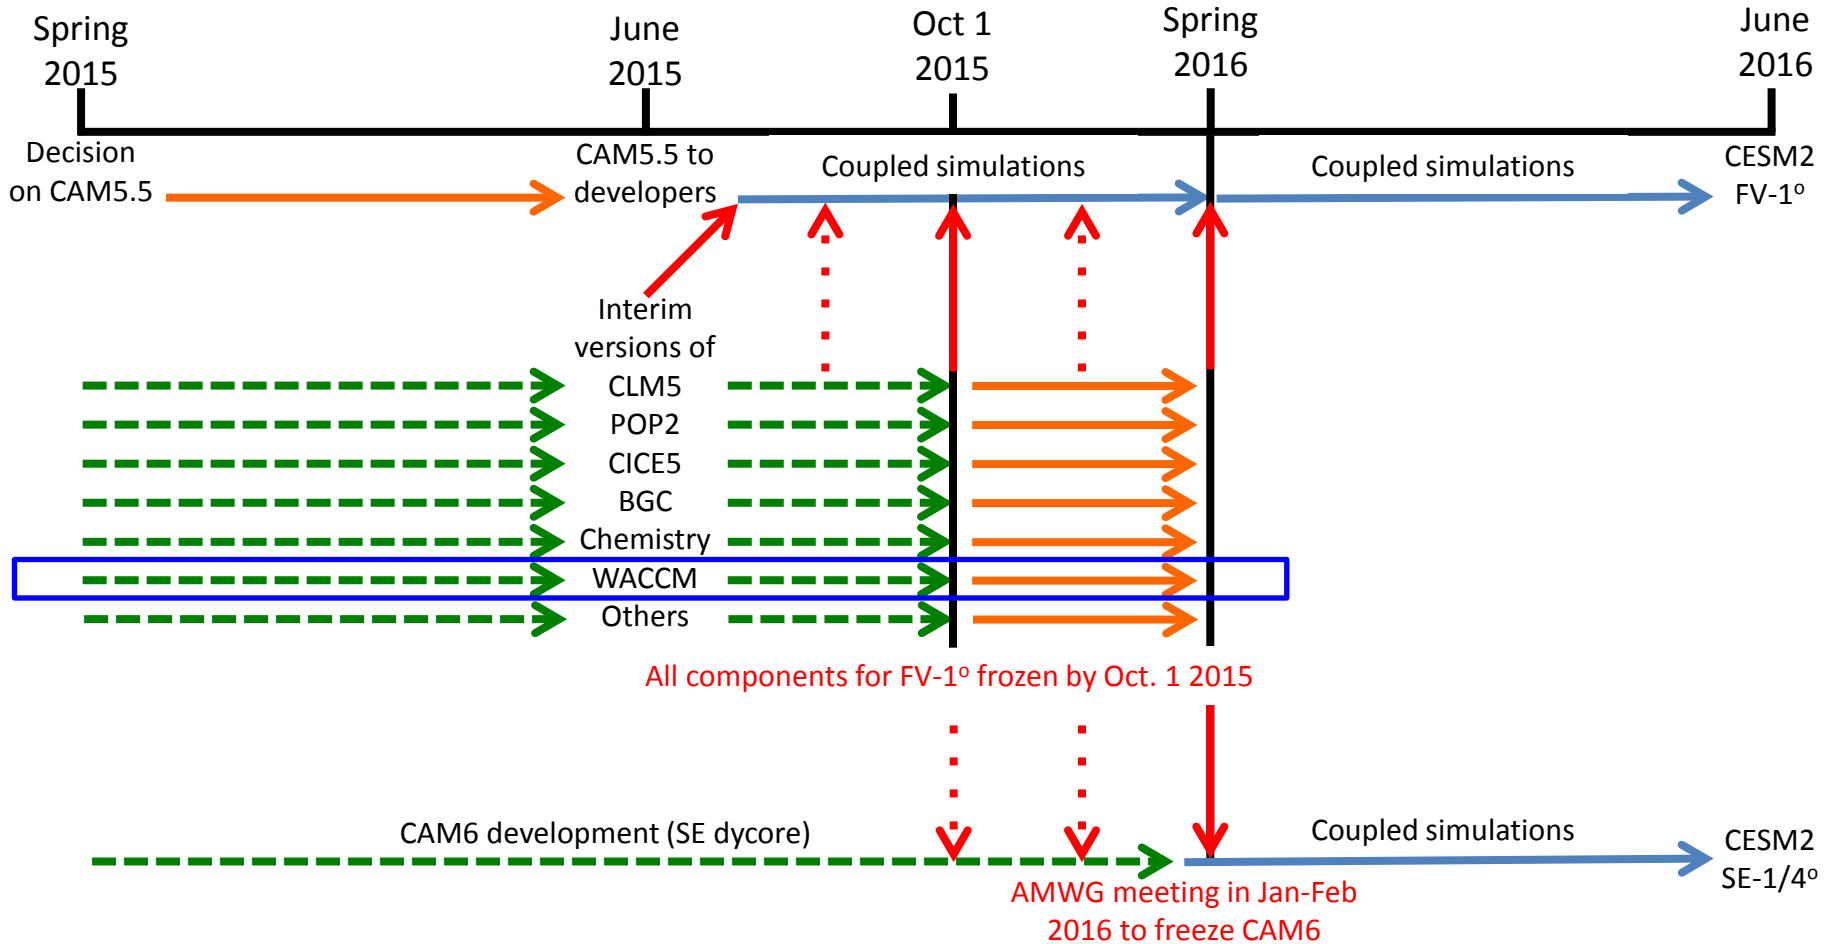 Spring
2015
June
2015
Oct 1
2015
Spring
2016
June
2016
Decision
on CAM5.5
CAM5.5 to
developers
Coupled simulations
Coupled simulations
CESM2
FV-1º
Interim
versions of
CLM5
POP2
CICE5
BGC
Chemistry
WACCM
Others
All components for FV-1º frozen by Oct. 1 2015
CAM6 development (SE dycore)
Coupled simulations
CESM2
SE-1/4º
AMWG meeting in Jan-Feb
2016 to freeze CAM6